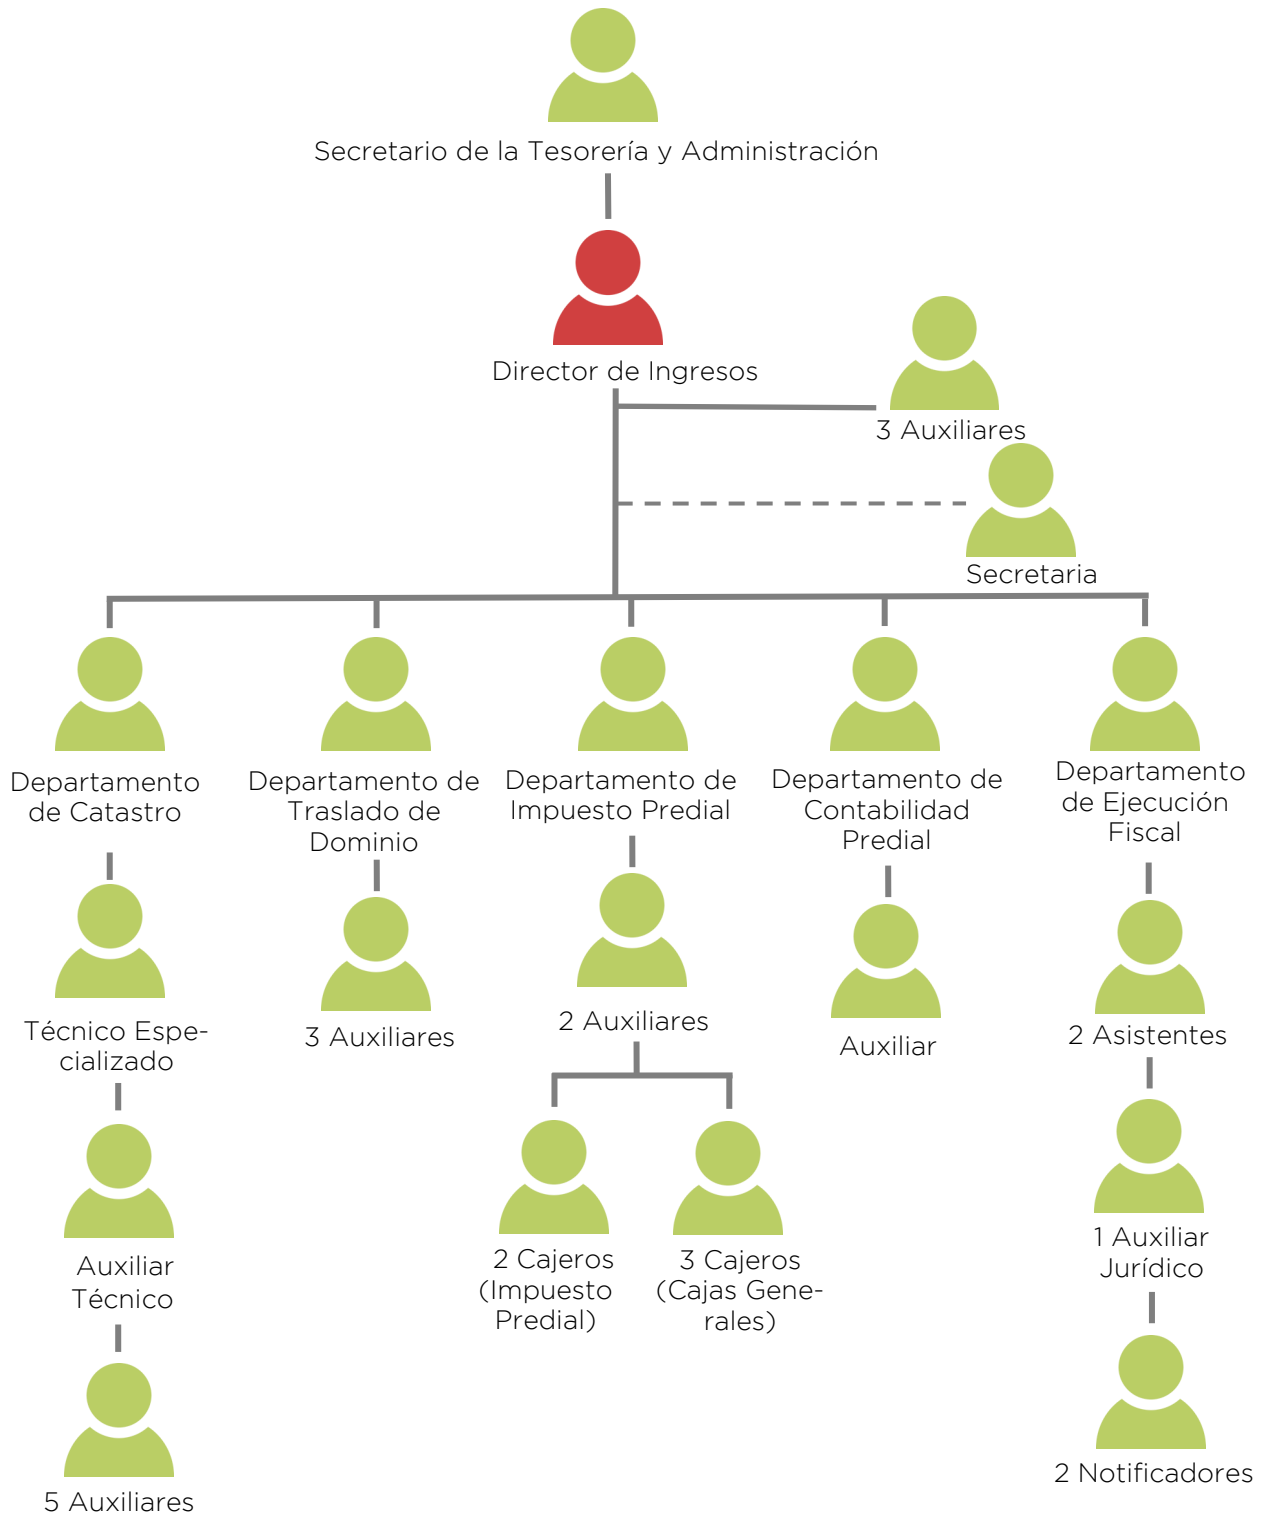 Secretario de la Tesorería y Administración
Director de Ingresos
3 Auxiliares
Secretaria
Departamento
de Catastro
Departamento de
Traslado de
Dominio
Departamento de
Impuesto Predial
Departamento de
Contabilidad
Predial
Departamento
de Ejecución
Fiscal
Técnico Espe-
cializado
3 Auxiliares
2 Auxiliares
Auxiliar
2 Asistentes
Auxiliar
Técnico
2 Cajeros
(Impuesto
Predial)
3 Cajeros
(Cajas Gene-
rales)
1 Auxiliar
Jurídico
5 Auxiliares
2 Notificadores